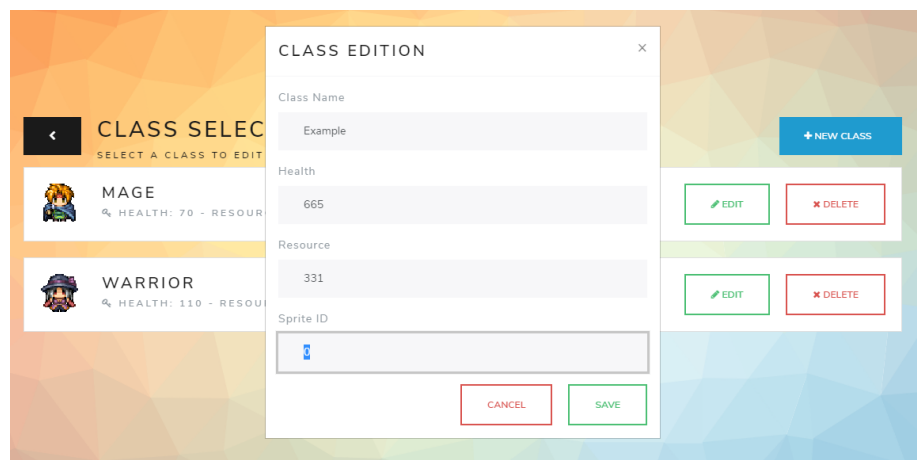 CLASS EDITION
×
Class Name
Example
Health
665
Resource
331
Sprite ID
0
CANCEL
SAVE
CLASS SELEC
SELECT A CLASS TO EDIT
+ NEW CLASS
MAGE
HEALTH: 70 - RESOUR
EDIT
× DELETE
WARRIOR
HEALTH: 110 - RESOU
EDIT
× DELETE